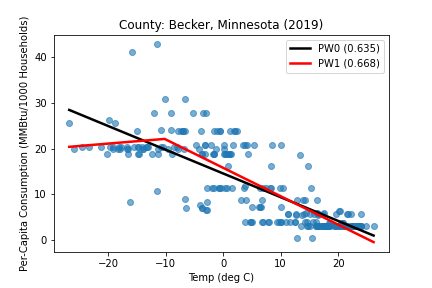 County: Becker, Minnesota (2019)
PW0 (0.635)
PW1 (0.668)
Per-Capita Consumption (MMBtu/1000 Households)
40
30
20
10
0
−20
−10
0
10
20
Temp (deg C)